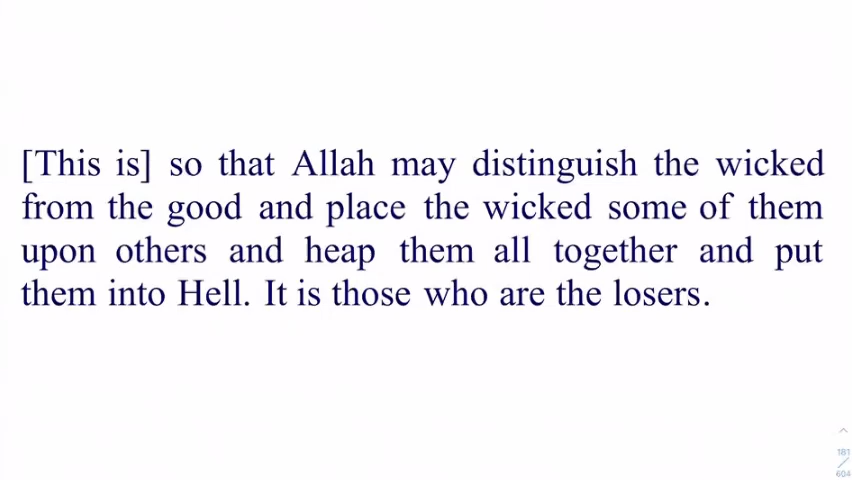 [This is] so that Allah may distinguish the wicked
from the good and place the wicked some of them
upon others and heap them all together and put
them into Hell. It is those who are the losers.
181
604